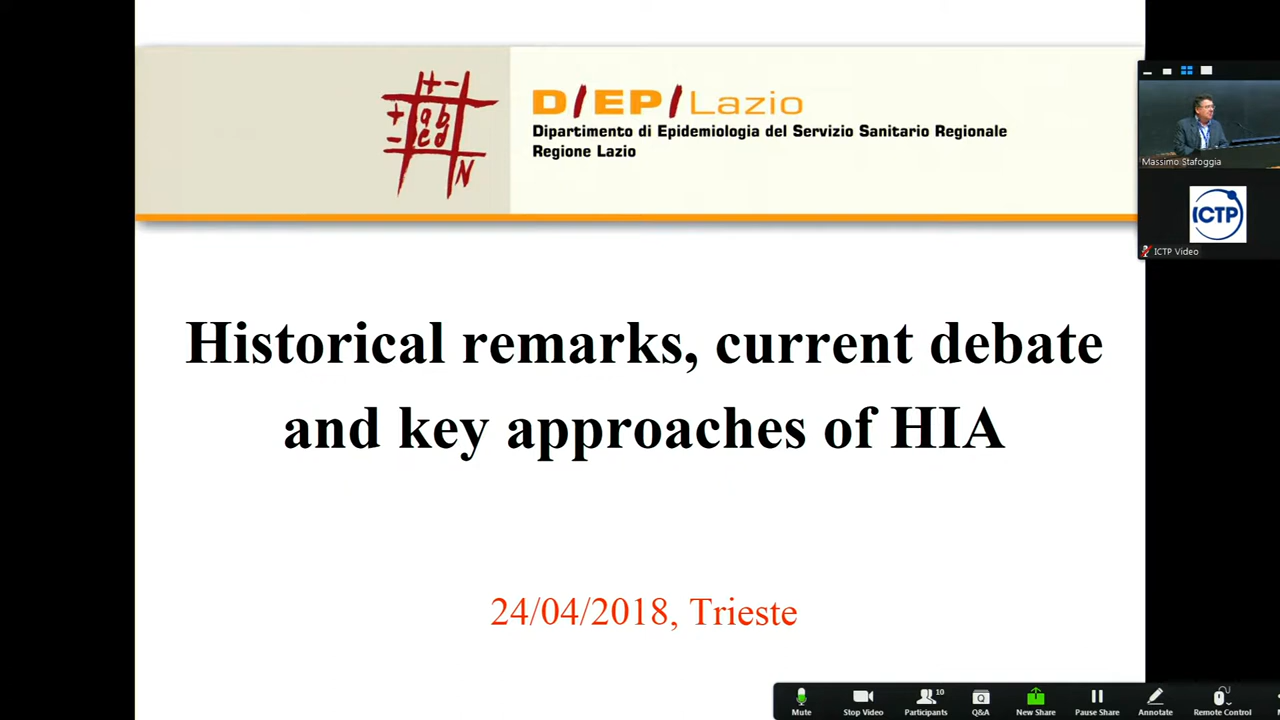 +-
+ a b
- c d
N
D/EP/Lazio
Dipartimento di Epidemiologia del Servizio Sanitario Regionale
Regione Lazio
Massimo Stafoggia
ICTP
ICTP Video
Historical remarks, current debate
and key approaches of HIA
24/04/2018, Trieste
Mute
Stop Video
10
Participants
Q&A
New Share
Pause Share
Annotate
Remote Control